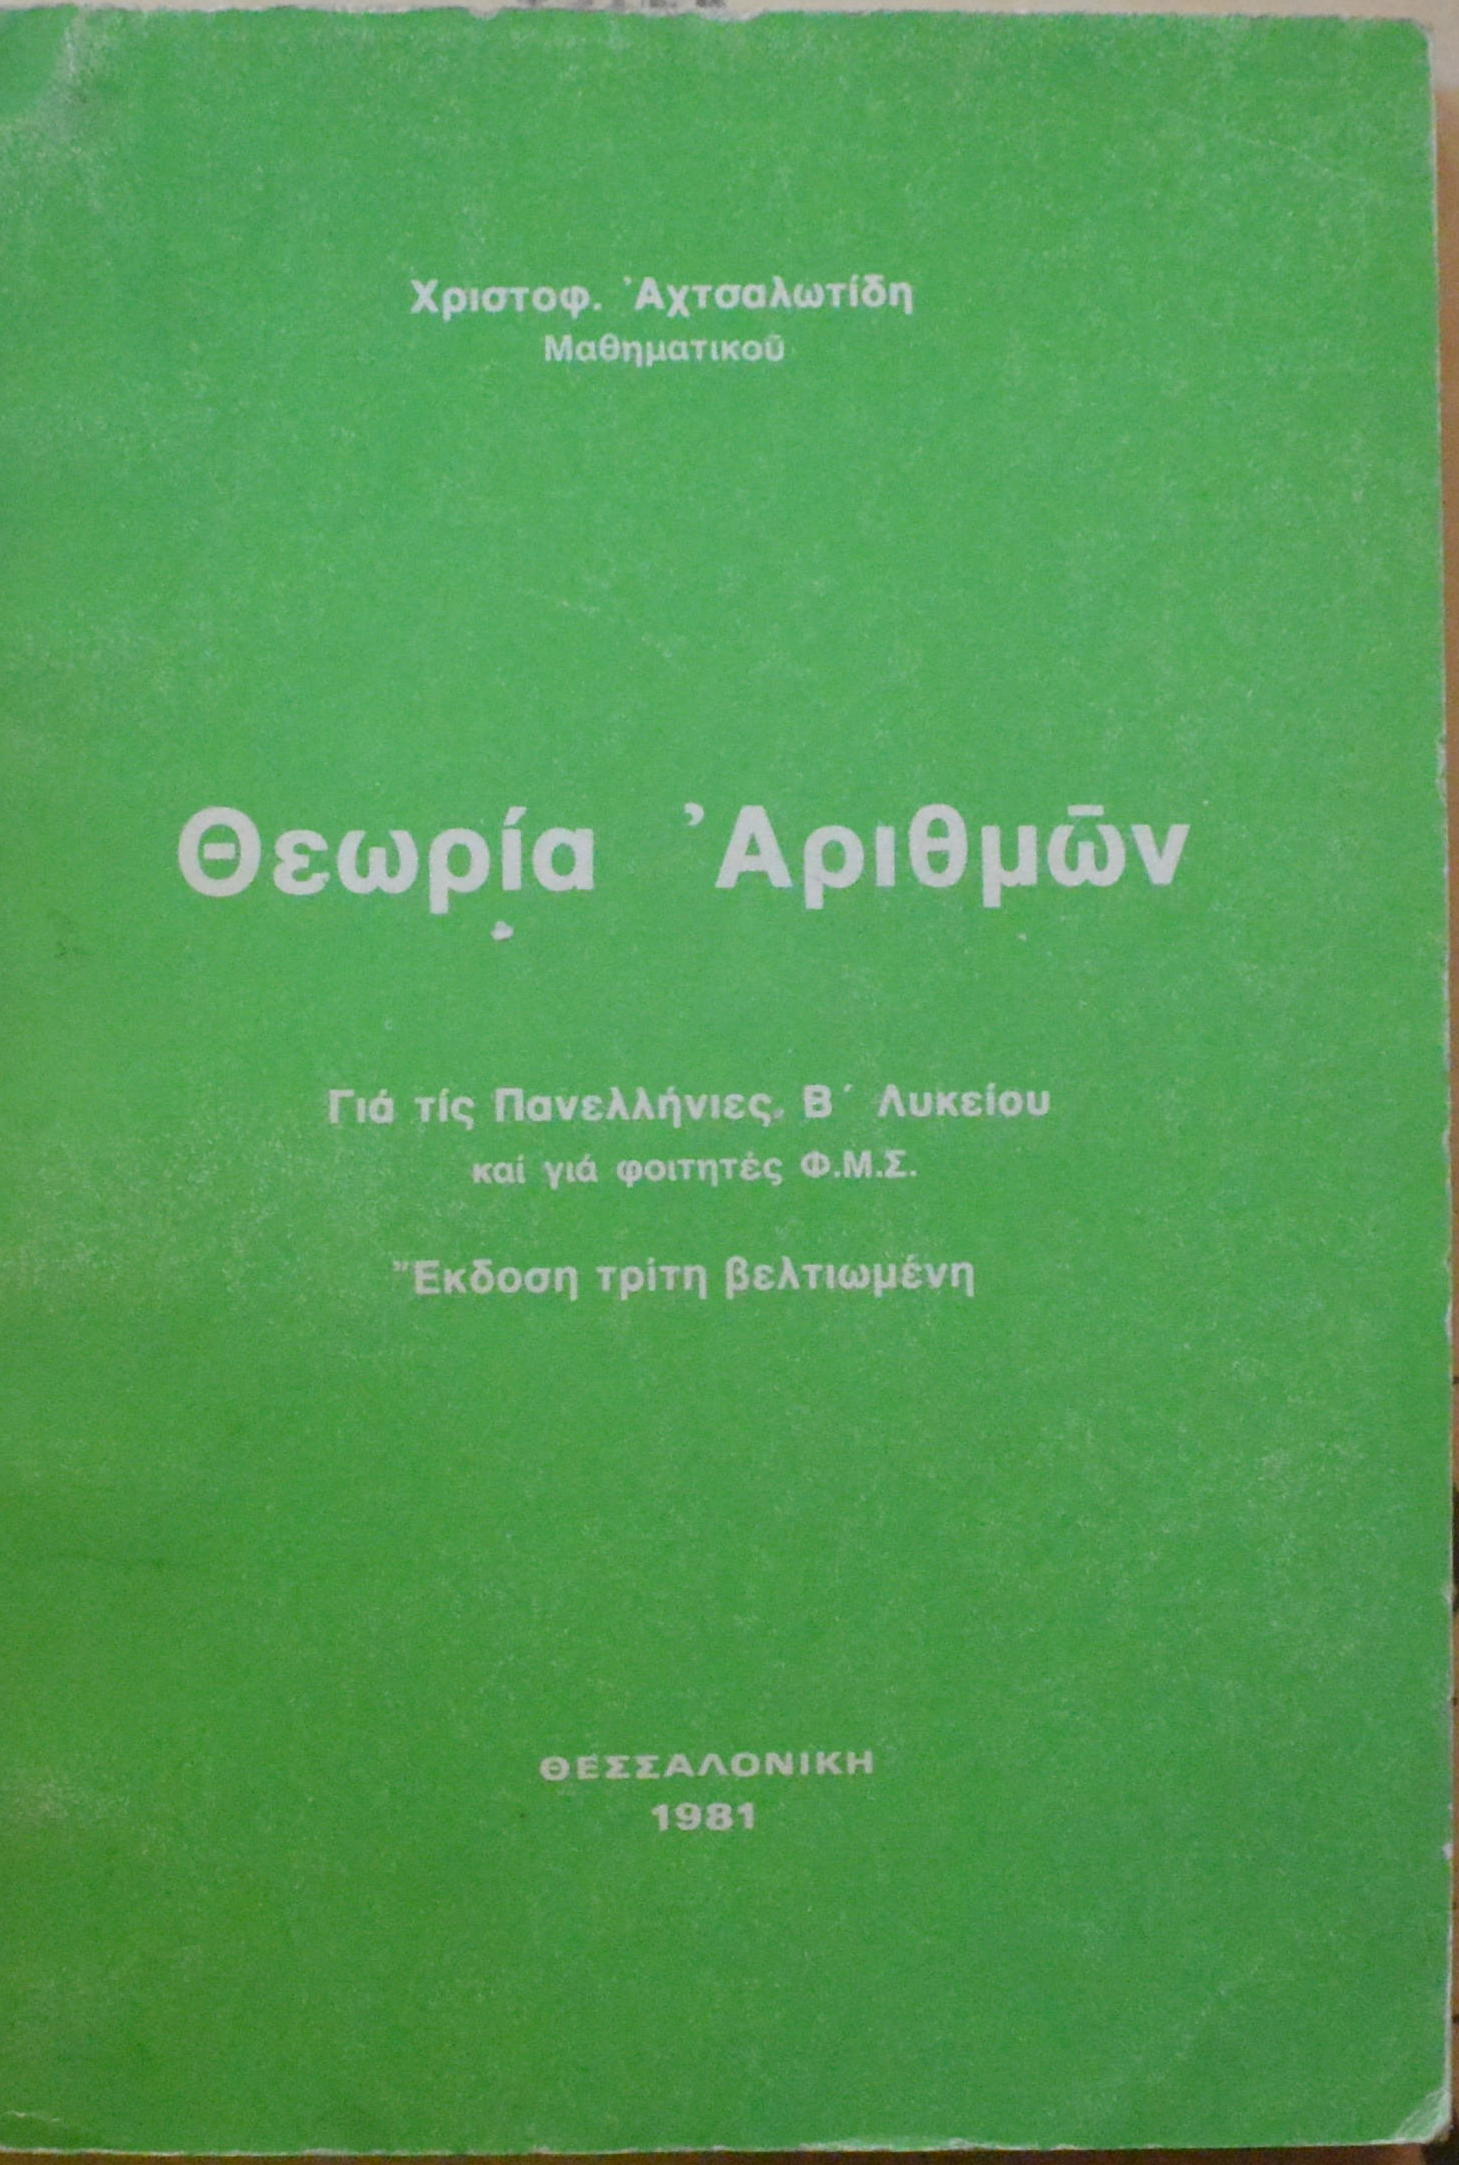 Χριστοφ. Ἀχτσαλωτίδη
Μαθηματικοῦ
Θεωρία Ἀριθμῶν
Γιά τίς Πανελλήνιες. Β΄ Λυκείου
καί γιά φοιτητές Φ.Μ.Σ.
Ἔκδοση τρίτη βελτιωμένη
ΘΕΣΣΑΛΟΝΙΚΗ
1981